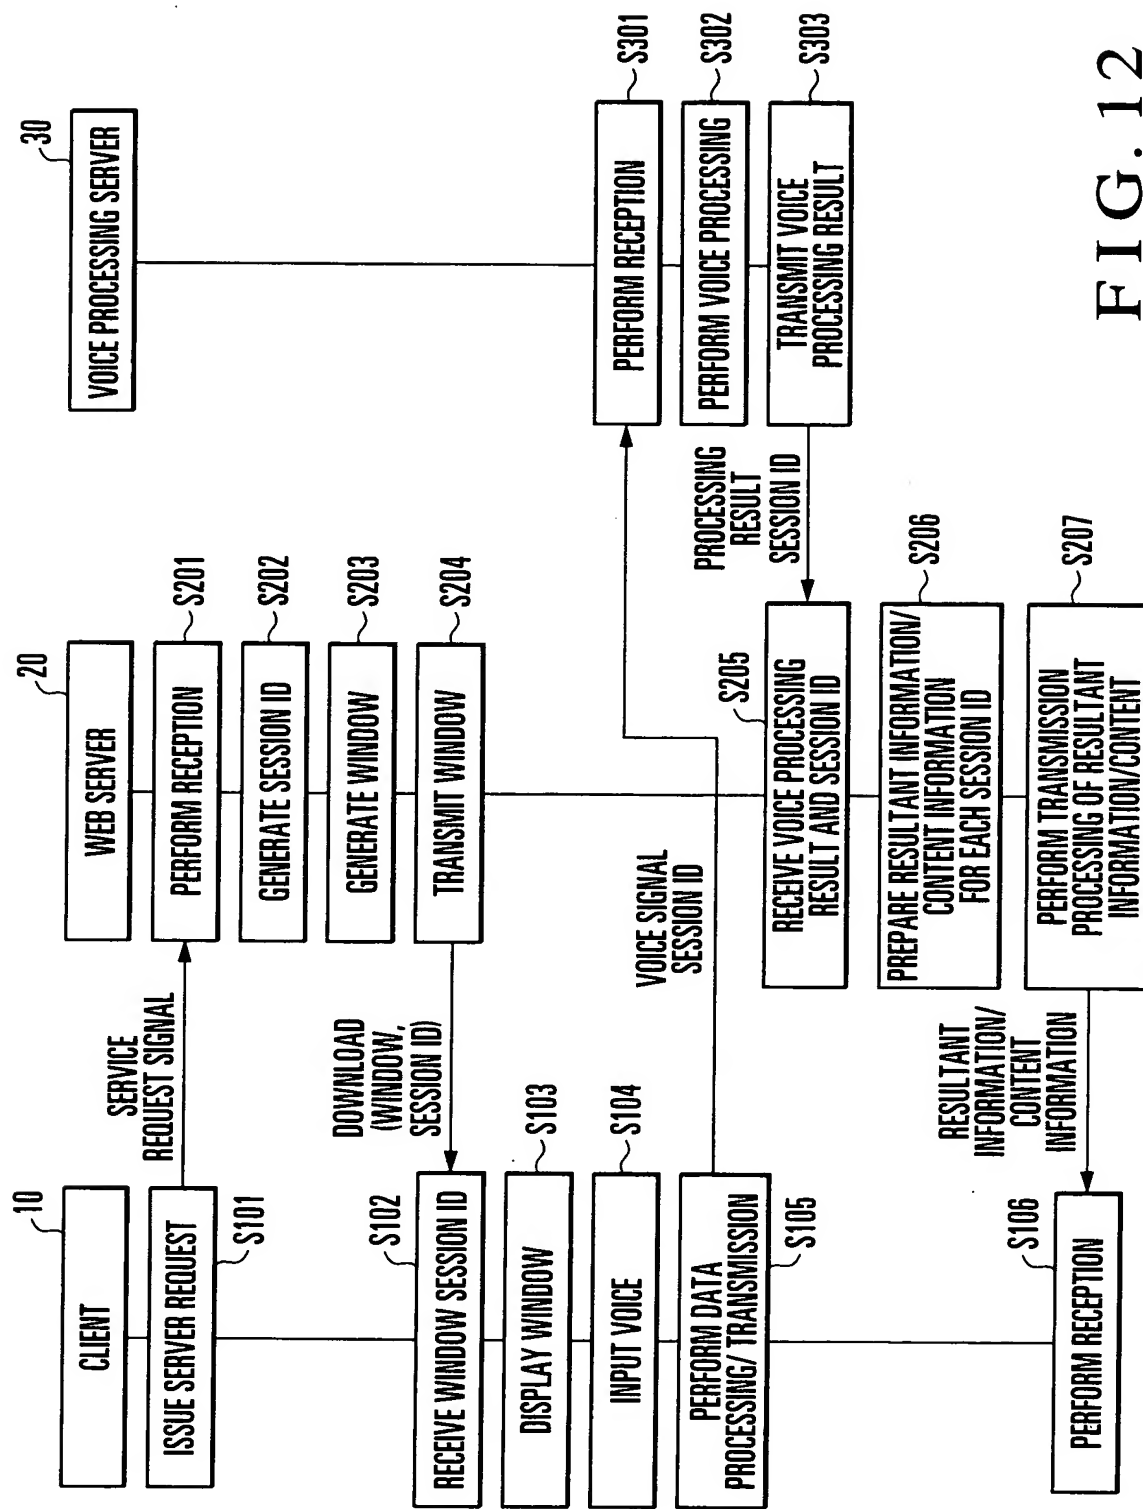 10
CLIENT
ISSUE SERVER REQUEST
S101
SERVICE
REQUEST SIGNAL
20
WEB SERVER
PERFORM RECEPTION
S201
GENERATE SESSION ID
S202
GENERATE WINDOW
S203
TRANSMIT WINDOW
S204
DOWNLOAD
(WINDOW,
SESSION ID)
S102
RECEIVE WINDOW SESSION ID
DISPLAY WINDOW
S103
INPUT VOICE
S104
PERFORM DATA
PROCESSING/ TRANSMISSION
S105
VOICE SIGNAL
SESSION ID
30
VOICE PROCESSING SERVER
PERFORM RECEPTION
S301
PERFORM VOICE PROCESSING
S302
TRANSMIT VOICE
PROCESSING RESULT
S303
PROCESSING
RESULT
SESSION ID
S205
RECEIVE VOICE PROCESSING
RESULT AND SESSION ID
PREPARE RESULTANT INFORMATION/
CONTENT INFORMATION
FOR EACH SESSION ID
S206
PERFORM TRANSMISSION
PROCESSING OF RESULTANT
INFORMATION/CONTENT
S207
RESULTANT
INFORMATION/
CONTENT
INFORMATION
S106
PERFORM RECEPTION
FIG. 12